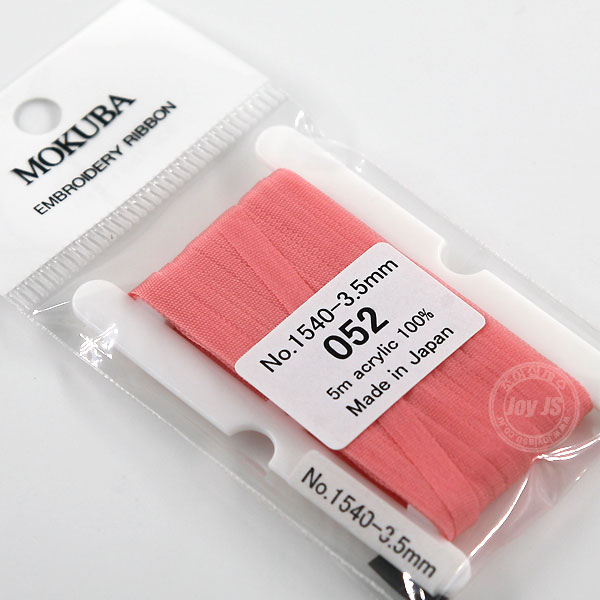 MOKUBA
EMBROIDERY RIBBON
No.1540-3.5mm
052
5m acrylic 100%
Made in Japan
No.1540-3.5mm
Joy JS